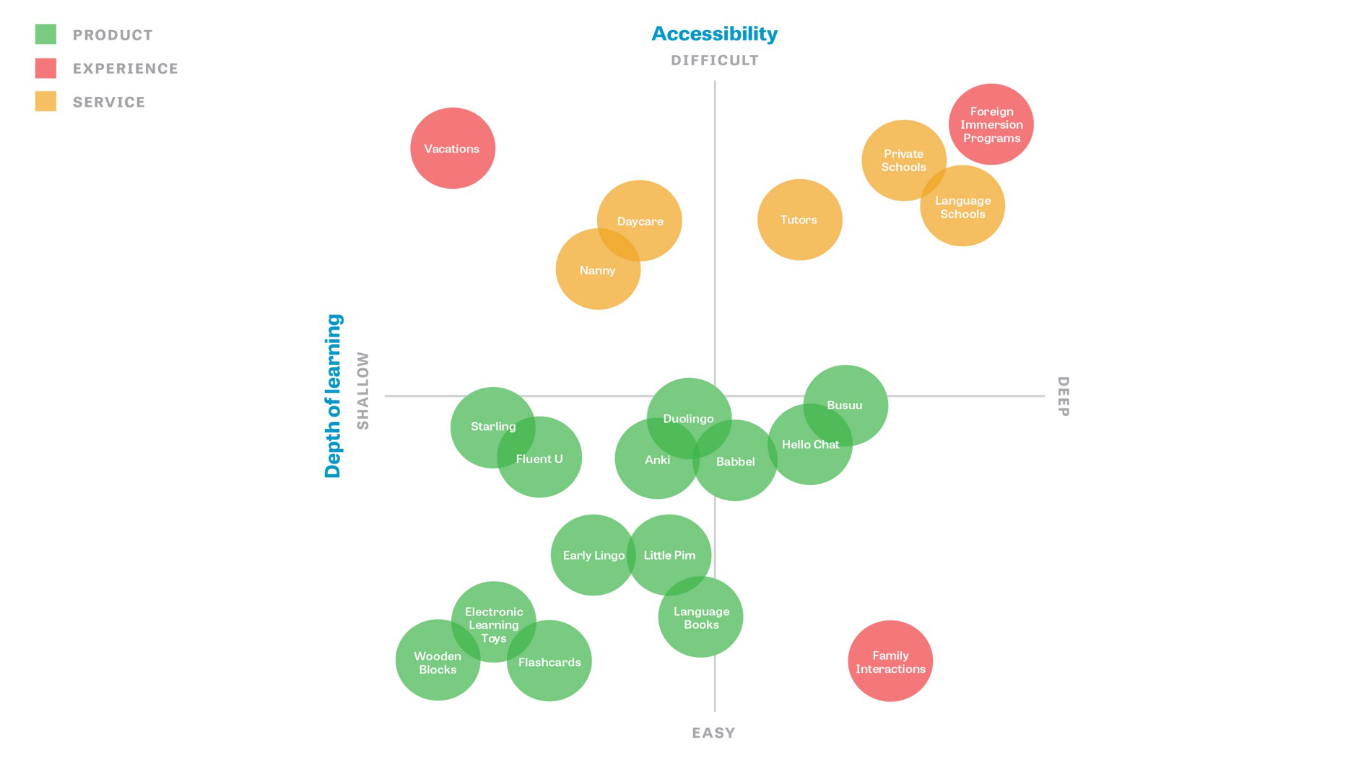 PRODUCT
EXPERIENCE
SERVICE
Accessibility
DIFFICULT
Foreign
Immersion
Programs
Vacations
Private
Schools
Language
Schools
Daycare
Tutors
Nanny
Depth of learning
SHALLOW
DEEP
Busuu
Duolingo
Starling
Hello Chat
Fluent U
Anki
Babbel
Early Lingo
Little Pim
Electronic
Learning
Toys
Language
Books
Wooden
Blocks
Flashcards
Family
Interactions
EASY